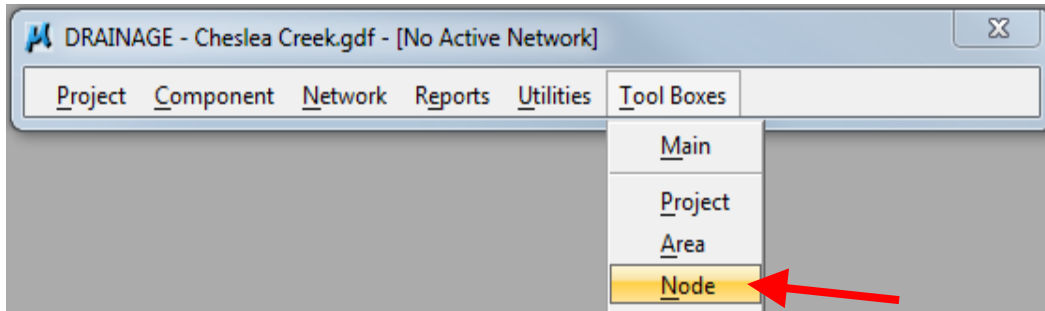 DRAINAGE - Cheslea Creek.gdf - [No Active Network]
Project Component Network Reports Utilities Tool Boxes
Main
Project
Area
Node